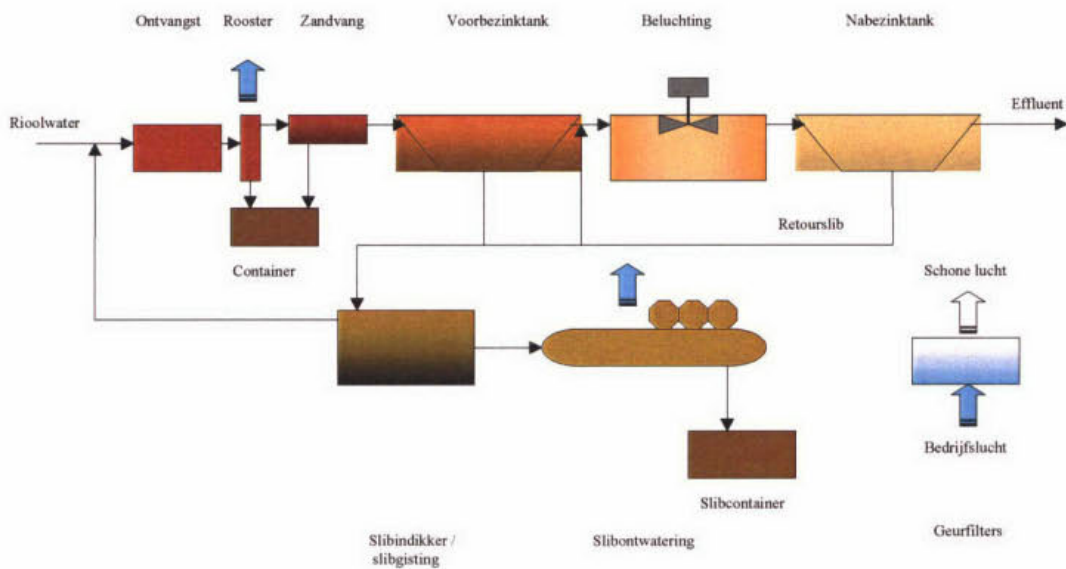 Ontvangst
Rooster
Zandvang
Voorbezinktank
Beluchting
Nabezinktank
Rioolwater
Effluent
Retourslib
Container
Schone lucht
Bedrijfslucht
Slibcontainer
Slibindikker /
slibgisting
Slibontwatering
Geurfilters